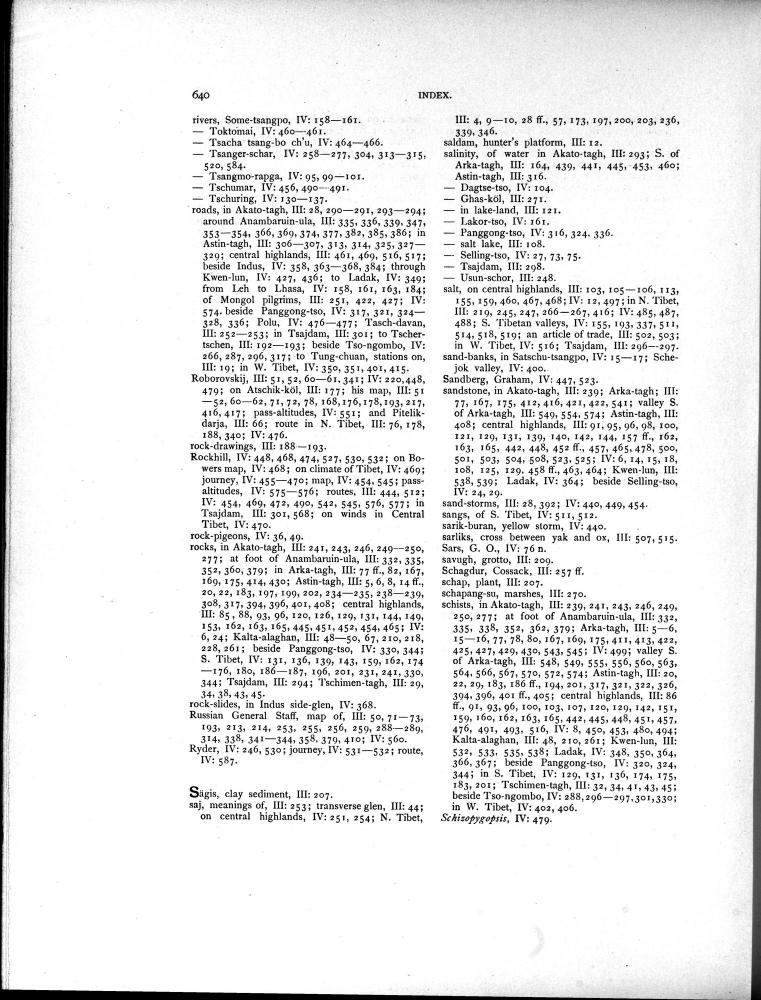 640
INDEX.
rivers, Some-tsangpo, IV: 158—161.
— Toktomai, IV: 460—461.
— Tsacha tsang-bo ch'u, IV: 464—466.
— Tsanger-schar, IV: 258—277, 304, 313—315,
520, 584.
— Tsangmo-rapga, IV: 95, 99—101.
— Tschumar, IV: 456, 490—491.
— Tschuring, IV: 130—137.
roads, in Akato-tagh, III: 28, 290—291, 293—294;
around Anambaruin-ula, III: 335, 336, 339, 347,
353—354, 366, 369, 374, 377, 382, 385, 386; in
Astin-tagh, III: 306—307, 313, 314, 325, 327—
329; central highlands, III: 461, 469, 516, 517;
beside Indus, IV: 358, 363—368, 384; through
Kwen-lun, IV: 427, 436; to Ladak, IV: 349;
from Leh to Lhasa, IV: 158, 161, 163, 184;
of Mongol pilgrims, III: 251, 422, 427; IV:
574. beside Panggong-tso, IV: 317, 321, 324—
328, 336; Polu, IV: 476—477; Tasch-davan,
III: 252—253; in Tsajdam, III: 301; to Tscher-
tschen, III: 192—193; beside Tso-ngombo, IV:
266, 287, 296, 317; to Tung-chuan, stations on,
III: 19; in W. Tibet, IV: 350, 351, 401, 415.
Roborovskij, III: 51, 52, 60—61, 341; IV: 220, 448,
479; on Atschik-köl, III: 177; his map, III: 51
—52, 60—62, 71, 72, 78, 168, 176, 178, 193, 217,
416, 417; pass-altitudes, IV: 551; and Pitelik-
darja, III: 66; route in N. Tibet, III: 76, 178,
188, 340; IV: 476.
rock-drawings, III: 188—193.
Rockhill, IV: 448, 468, 474, 527, 530, 532; on Bo-
wers map, IV: 468; on climate of Tibet, IV: 469;
journey, IV: 455—470; map, IV: 454, 545; pass-
altitudes, IV: 575—576; routes, III: 444, 512;
IV: 454, 469, 472, 490, 542, 545, 576, 577; in
Tsajdam, III: 301, 568; on winds in Central
Tibet, IV: 470.
rock-pigeons, IV: 36, 49.
rocks, in Akato-tagh, III: 241, 243, 246, 249—250,
277; at foot of Anambaruin-ula, III: 332, 335,
352, 360, 379; in Arka-tagh, III: 77 ff., 82, 167,
169, 175, 414, 430; Astin-tagh, III: 5, 6, 8, 14 ff.,
20, 22, 183, 197, 199, 202, 234—235, 238—239,
308, 317, 394, 396, 401, 408; central highlands,
III: 85, 88, 93, 96, 120, 126, 129, 131, 144, 149,
153, 162, 163, 165, 445, 451, 452, 454, 465; IV:
6, 24; Kalta-alaghan, III: 48—50, 67, 210, 218,
228, 261; beside Panggong-tso, IV: 330, 344;
S. Tibet, IV: 131, 136, 139, 143, 159, 162, 174
—176, 180, 186—187, 196, 201, 231, 241, 330,
344; Tsajdam, III: 294; Tschimen-tagh, III: 29,
34, 38, 43, 45.
rock-slides, in Indus side-glen, IV: 368.
Russian General Staff, map of, III: 50, 71—73,
193, 213, 214, 253, 255, 256, 259, 288—289,
314, 338, 341—344, 358, 379, 410; IV: 560.
Ryder, IV: 246, 530; journey, IV: 531—532; route,
IV: 587.
Sägis, clay sediment, III: 207.
saj, meanings of, III: 253; transverse glen, III: 44;
on central highlands, IV: 251, 254; N. Tibet,
III: 4, 9—10, 28 ff., 57, 173, 197, 200, 203, 236,
339, 346.
saldam, hunter's platform, III: 12.
salinity, of water in Akato-tagh, III: 293; S. of
Arka-tagh, III: 164, 439, 441, 445, 453, 460;
Astin-tagh, III: 316.
— Dagtse-tso, IV: 104.
— Ghas-köl, III: 271.
— in lake-land, III: 121.
— Lakor-tso, IV: 161.
— Panggong-tso, IV: 316, 324, 336.
— salt lake, III: 108.
— Selling-tso, IV: 27, 73, 75.
— Tsajdam, III: 298.
— Usun-schor, III: 248.
salt, on central highlands, III: 103, 105—106, 113,
155, 159, 460, 467, 468; IV: 12, 497; in N. Tibet,
III: 219, 245, 247, 266—267, 416; IV: 485, 487,
488; S. Tibetan valleys, IV: 155, 193, 337, 511,
514, 518, 519; an article of trade, III: 502, 503;
in W. Tibet, IV: 516; Tsajdam, III: 296—297.
sand-banks, in Satschu-tsangpo, IV: 15—17; Sche-
jok valley, IV: 400.
Sandberg, Graham, IV: 447, 523.
sandstone, in Akato-tagh, III: 239; Arka-tagh; III:
77, 167, 175, 412, 416, 421, 422, 541; valley S.
of Arka-tagh, III: 549, 554, 574; Astin-tagh, III:
408; central highlands, III: 91, 95, 96, 98, 100,
121, 129, 131, 139, 140, 142, 144, 157 ff., 162,
163, 165, 442, 448, 452 ff., 457, 465, 478, 500,
501, 503, 504, 508, 523, 525; IV: 6, 14, 15, 18,
108, 125, 129, 458 ff., 463, 464; Kwen-lun, III:
538, 539; Ladak, IV: 364; beside Selling-tso,
IV: 24, 29.
sand-storms, III: 28, 392; IV: 440, 449, 454.
sangs, of S. Tibet, IV: 511, 512.
sarik-buran, yellow storm, IV: 440.
sarliks, cross between yak and ox, III: 507, 515.
Sars, G. O., IV: 76 n.
savugh, grotto, III: 209.
Schagdur, Cossack, III: 257 ff.
schap, plant, III: 207.
schapang-su, marshes, III: 270.
schists, in Akato-tagh, III: 239, 241, 243, 246, 249,
250, 277; at foot of Anambaruin-ula, III: 332,
335, 338, 352, 362, 379; Arka-tagh, III: 5—6,
15—16, 77, 78, 80, 167, 169, 175, 411, 413, 422,
425, 427, 429, 430, 543, 545; IV: 499; valley S.
of Arka-tagh, III: 548, 549, 555, 556, 560, 563,
564, 566, 567, 570, 572, 574; Astin-tagh, III: 20,
22, 29, 183, 186 ff., 194, 201, 317, 321, 322, 326,
394, 396, 401 ff., 405; central highlands, III: 86
ff., 91, 93, 96, 100, 103, 107, 120, 129, 142, 151,
159, 160, 162, 163, 165, 442, 445, 448, 451, 457,
476, 491, 493, 516, IV: 8, 450, 453, 480, 494;
Kalta-alaghan, III: 48, 210, 261; Kwen-lun, III:
532, 533, 535, 538; Ladak, IV: 348, 350, 364,
366, 367; beside Panggong-tso, IV: 320, 324,
344; in S. Tibet, IV: 129, 131, 136, 174, 175,
183, 201; Tschimen-tagh, III: 32, 34, 41, 43, 45;
beside Tso-ngombo, IV: 288, 296—297, 301, 330;
in W. Tibet, IV: 402, 406.
Schizopygopsis, IV: 479.